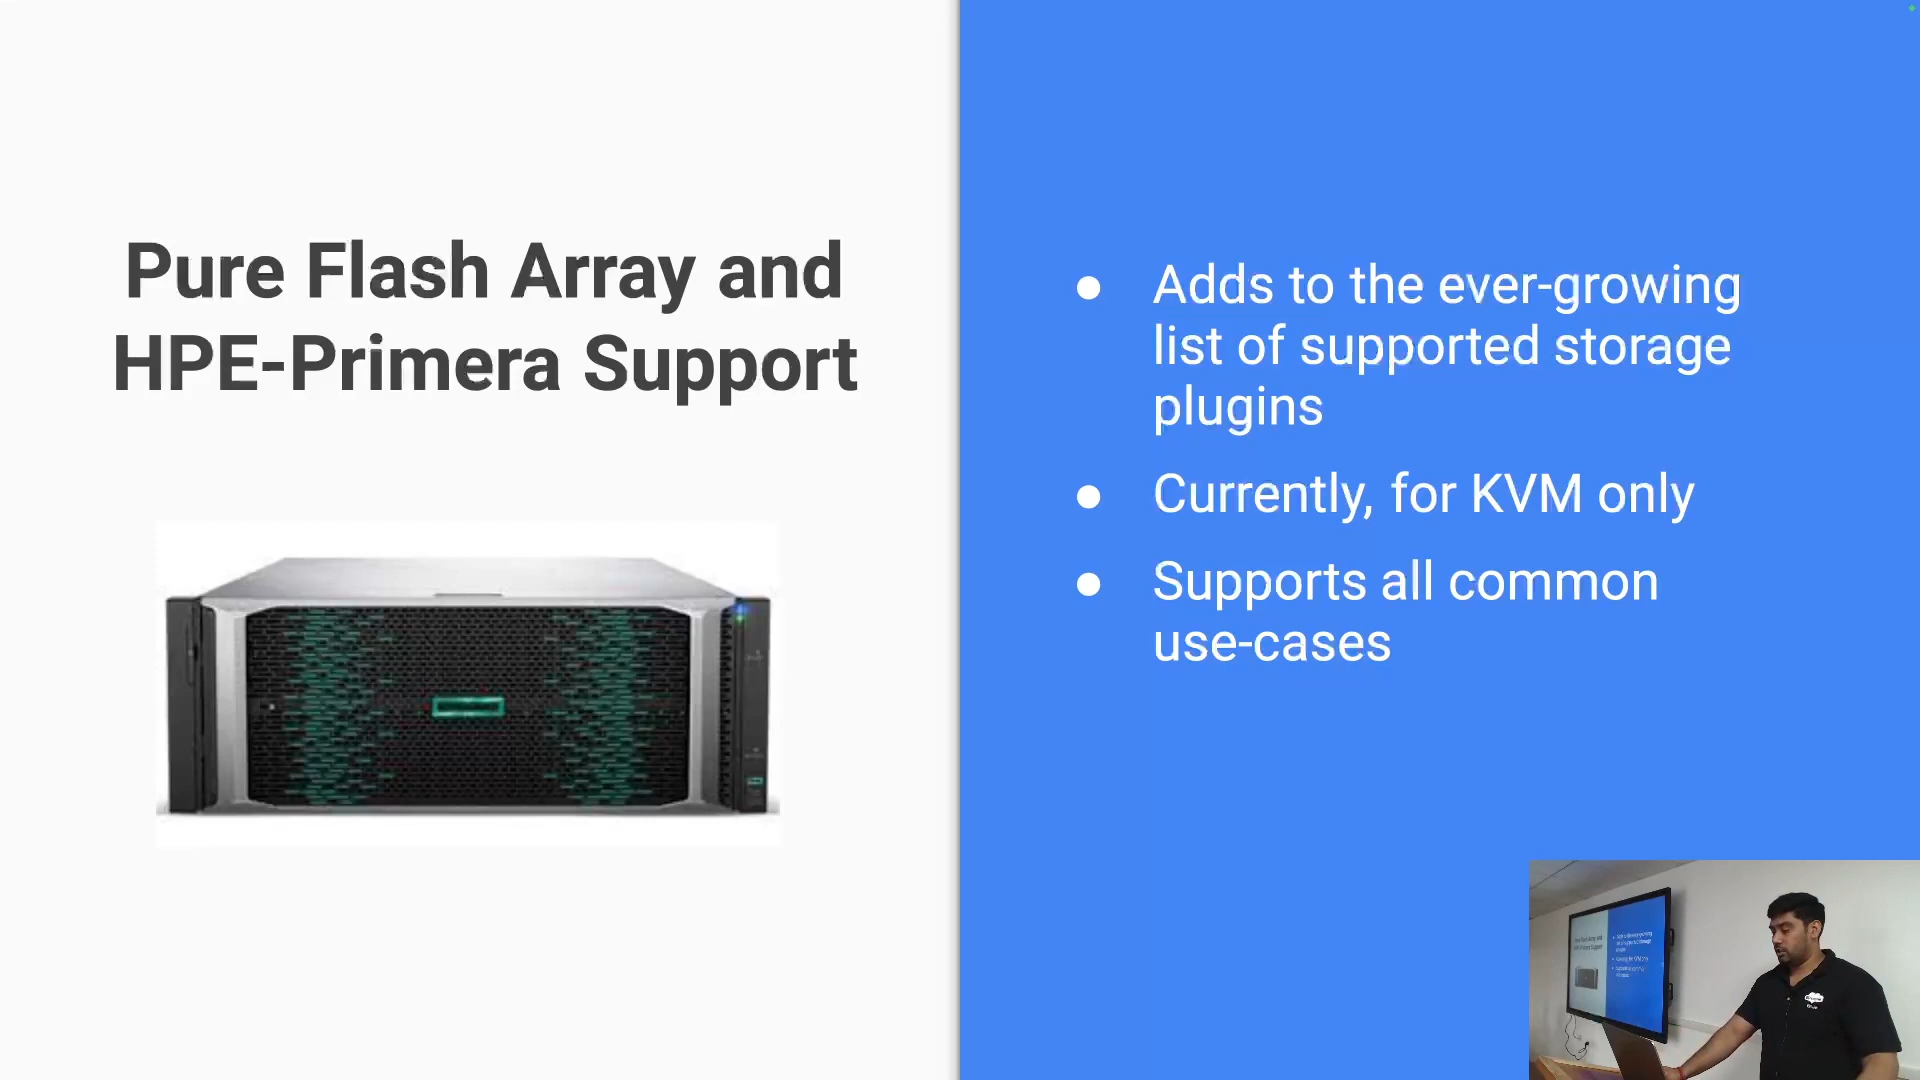 Pure Flash Array and
HPE-Primera Support
● Adds to the ever-growing
list of supported storage
plugins
● Currently, for KVM only
● Supports all common
use-cases